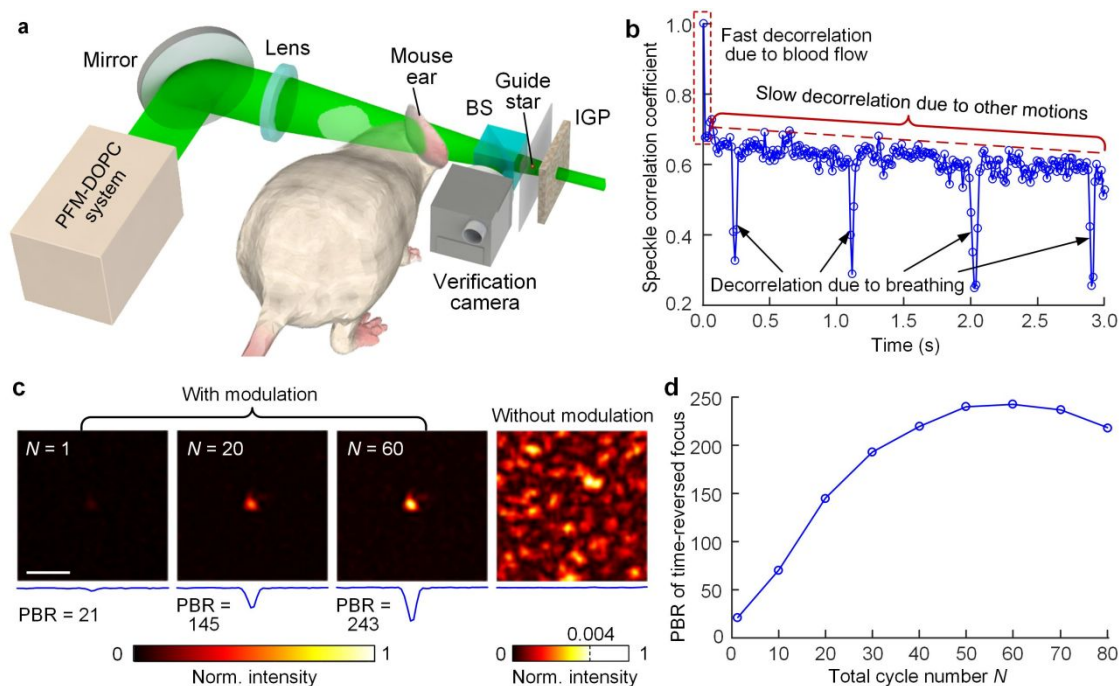 a
Mirror
Lens
Mouse
ear
BS
Guide
star
IGP
PFM-DOPC
system
Verification
camera
b
Speckle correlation coefficient
1.0
0.8
0.6
0.4
0.2
Fast decorrelation
due to blood flow
Slow decorrelation due to other motions
Decorrelation due to breathing
0.0
0.5
1.0
1.5
2.0
2.5
3.0
Time (s)
c
With modulation
Without modulation
N = 1
N = 20
N = 60
PBR = 21
PBR =
145
PBR =
243
0
1
Norm. intensity
0.004
0
1
Norm. intensity
d
PBR of time-reversed focus
250
200
150
100
50
0
0
10
20
30
40
50
60
70
80
Total cycle number N